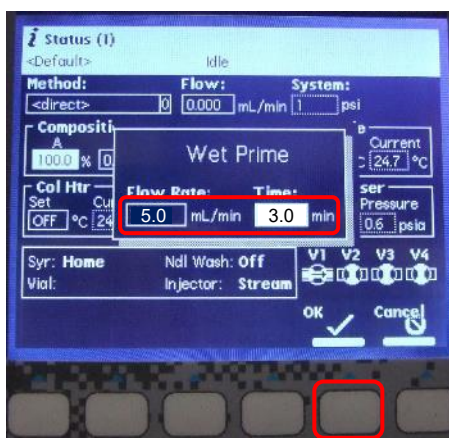 i Status (1)
<Default> Idle
Method: Flow: System:
<direct> 0 0.000 mL/min 1 psi
Compositi
A Current
100.0 % 0 24.7 °C
Wet Prime
Col Htr ser
Set Cu Flow Rate: Time: Pressure
OFF °C 24 5.0 mL/min 3.0 min 0.6 psia
Syr: Home Ndl Wash: Off V1 V2 V3 V4
Vial: Injector: Stream
OK Cancel